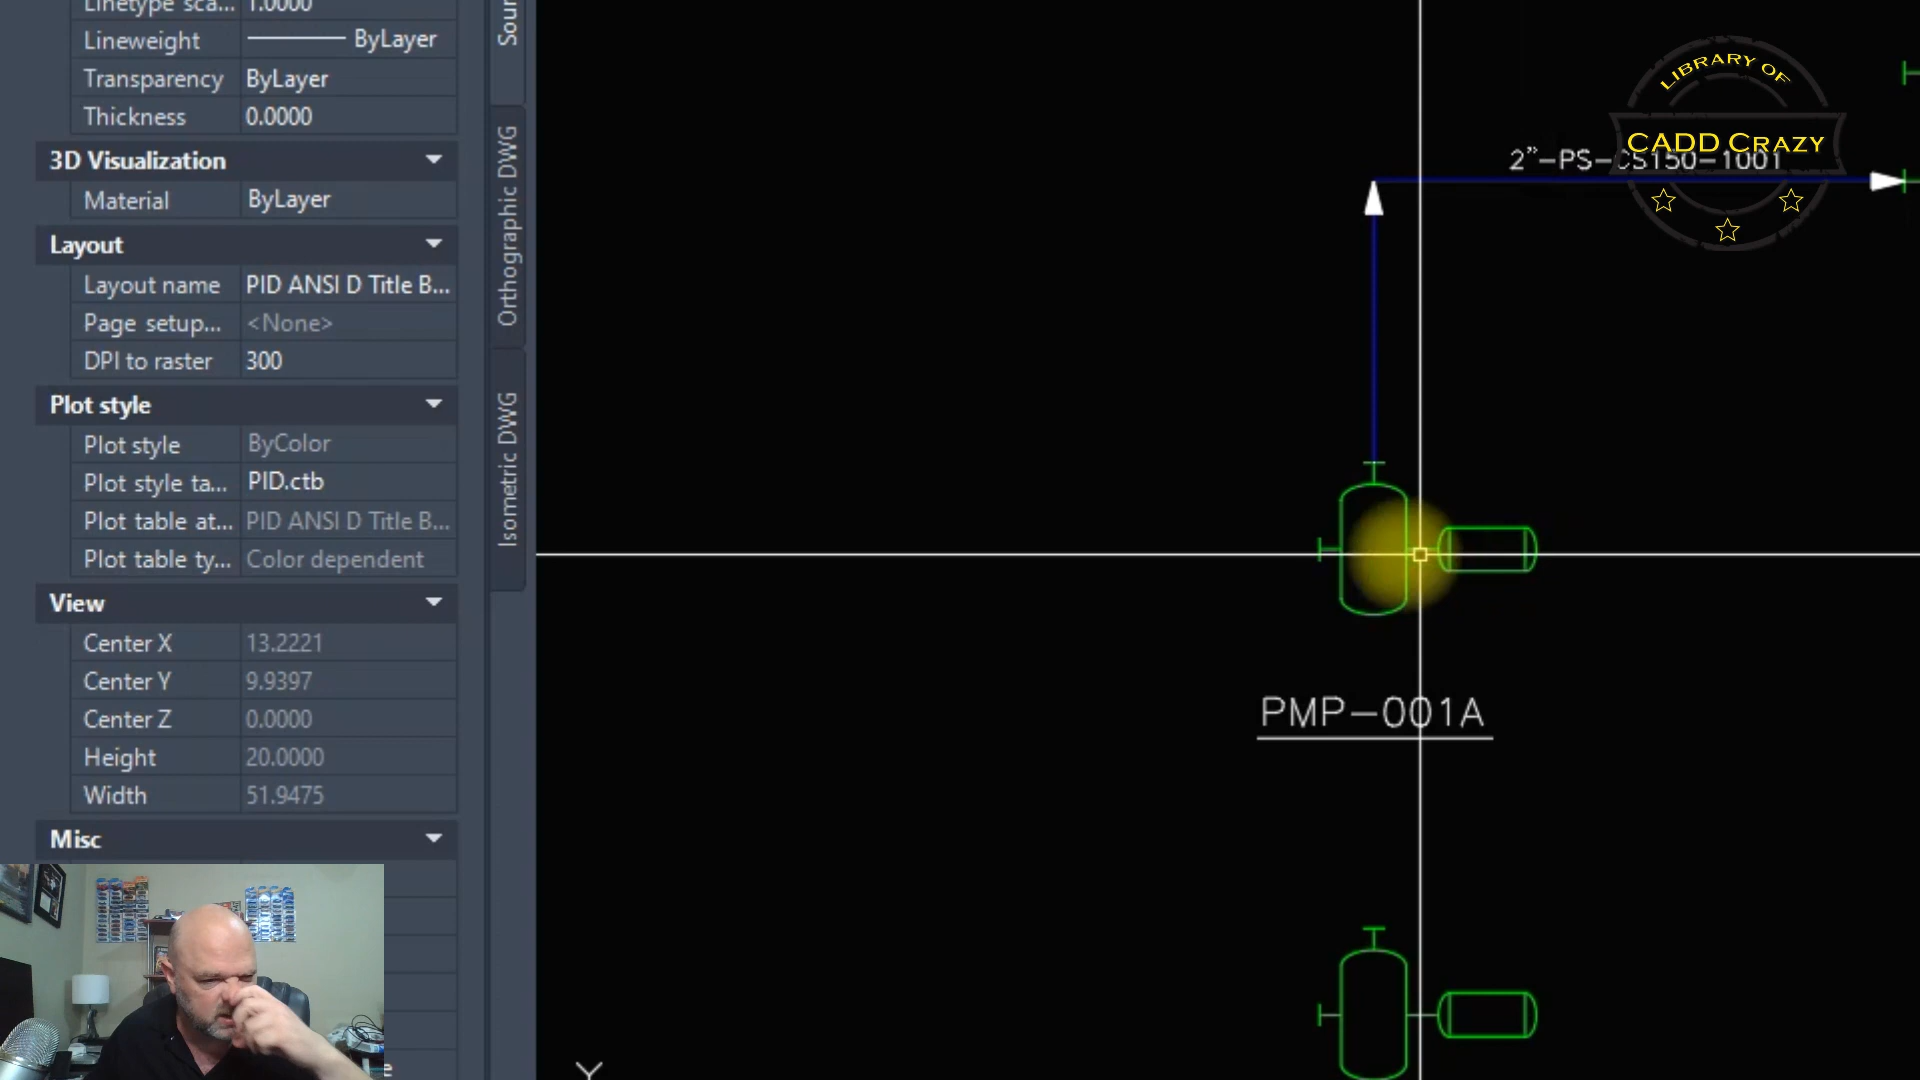 Linetype sca... 1.0000
Lineweight ByLayer
Transparency ByLayer
Thickness 0.0000
3D Visualization
Material ByLayer
Layout
Layout name PID ANSI D Title B...
Page setup... <None>
DPI to raster 300
Plot style
Plot style ByColor
Plot style ta... PID.ctb
Plot table at... PID ANSI D Title B...
Plot table ty... Color dependent
View
Center X 13.2221
Center Y 9.9397
Center Z 0.0000
Height 20.0000
Width 51.9475
Misc
Orthographic DWG
Isometric DWG
LIBRARY OF
CADD CRAZY
2”-PS-CS150-1001
PMP-001A
Y